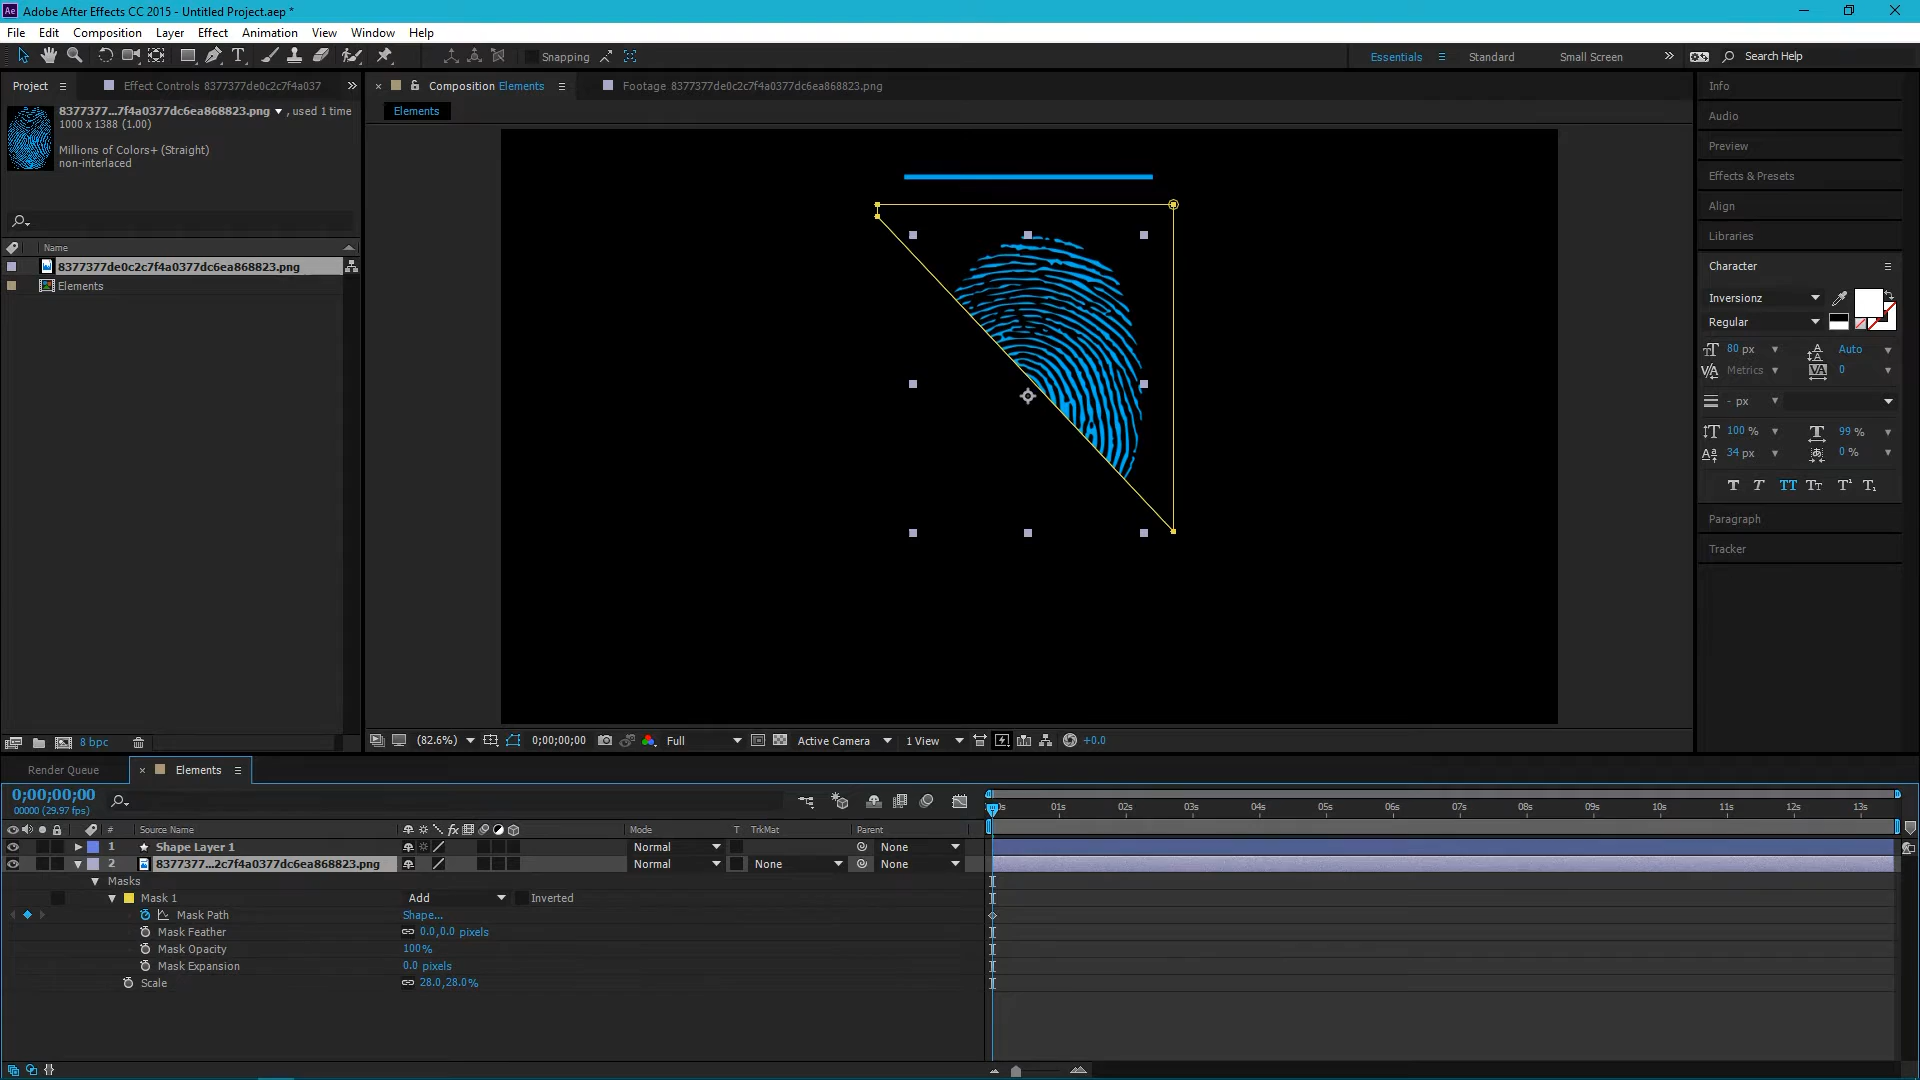 Adobe After Effects CC 2015 - Untitled Project.aep *
File Edit Composition Layer Effect Animation View Window Help
Snapping
Essentials Standard Small Screen Search Help
Project Effect Controls 8377377de0c2c7f4a037
Composition Elements Footage 8377377de0c2c7f4a0377dc6ea868823.png
Elements
8377377...7f4a0377dc6ea868823.png , used 1 time
1000 x 1388 (1.00)
Millions of Colors+ (Straight)
non-interlaced
Name
8377377de0c2c7f4a0377dc6ea868823.png
Elements
8 bpc
(82.6%) 0;00;00;00 Full Active Camera 1 View +0.0
Info
Audio
Preview
Effects & Presets
Align
Libraries
Character
Inversionz
Regular
80 px Auto
Metrics 0
- px
100 % 99 %
34 px 0 %
T T TT Tt T¹ T₁
Paragraph
Tracker
Render Queue Elements
0;00;00;00
00000 (29.97 fps)
# Source Name fx Mode T TrkMat Parent
01s 02s 03s 04s 05s 06s 07s 08s 09s 10s 11s 12s 13s
1 Shape Layer 1 Normal None
2 8377377...2c7f4a0377dc6ea868823.png Normal None None
Masks
Mask 1 Add Inverted
Mask Path Shape...
Mask Feather 0.0,0.0 pixels
Mask Opacity 100%
Mask Expansion 0.0 pixels
Scale 28.0,28.0%